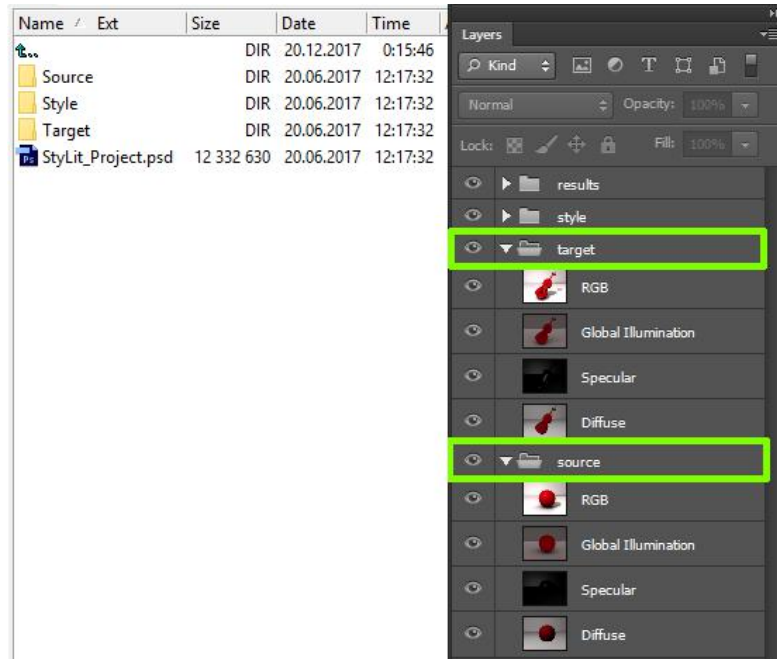 Name Ext Size Date Time
.. DIR 20.12.2017 0:15:46
Source DIR 20.06.2017 12:17:32
Style DIR 20.06.2017 12:17:32
Target DIR 20.06.2017 12:17:32
StyLit_Project.psd 12 332 630 20.06.2017 12:17:32
Layers
Kind
Normal Opacity: 100%
Lock: Fill: 100%
results
style
target
RGB
Global Illumination
Specular
Diffuse
source
RGB
Global Illumination
Specular
Diffuse